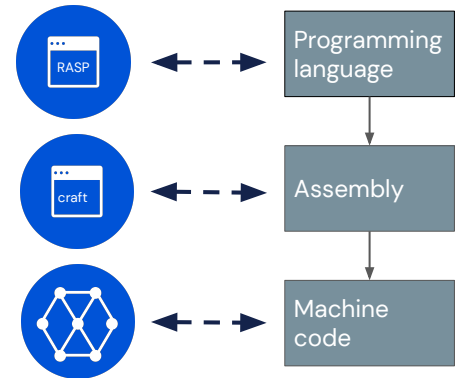 RASP
Programming
language
craft
Assembly
Machine
code